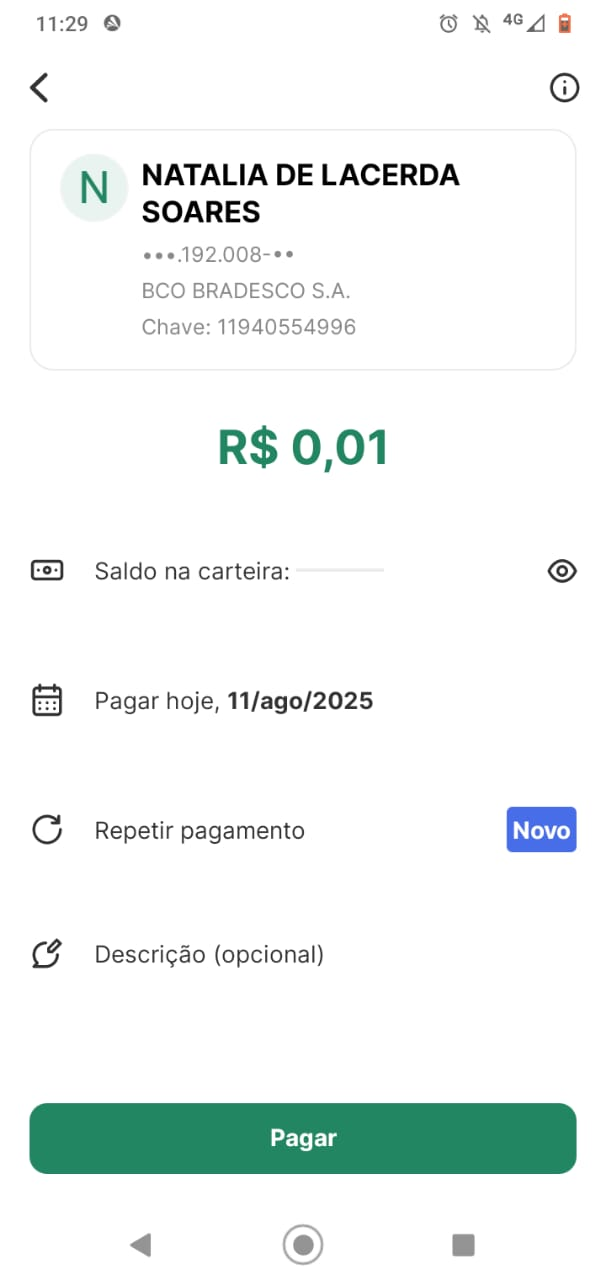 11:29
4G
N
NATALIA DE LACERDA
SOARES
•••.192.008-••
BCO BRADESCO S.A.
Chave: 11940554996
R$ 0,01
Saldo na carteira:
Pagar hoje, 11/ago/2025
Repetir pagamento
Novo
Descrição (opcional)
Pagar